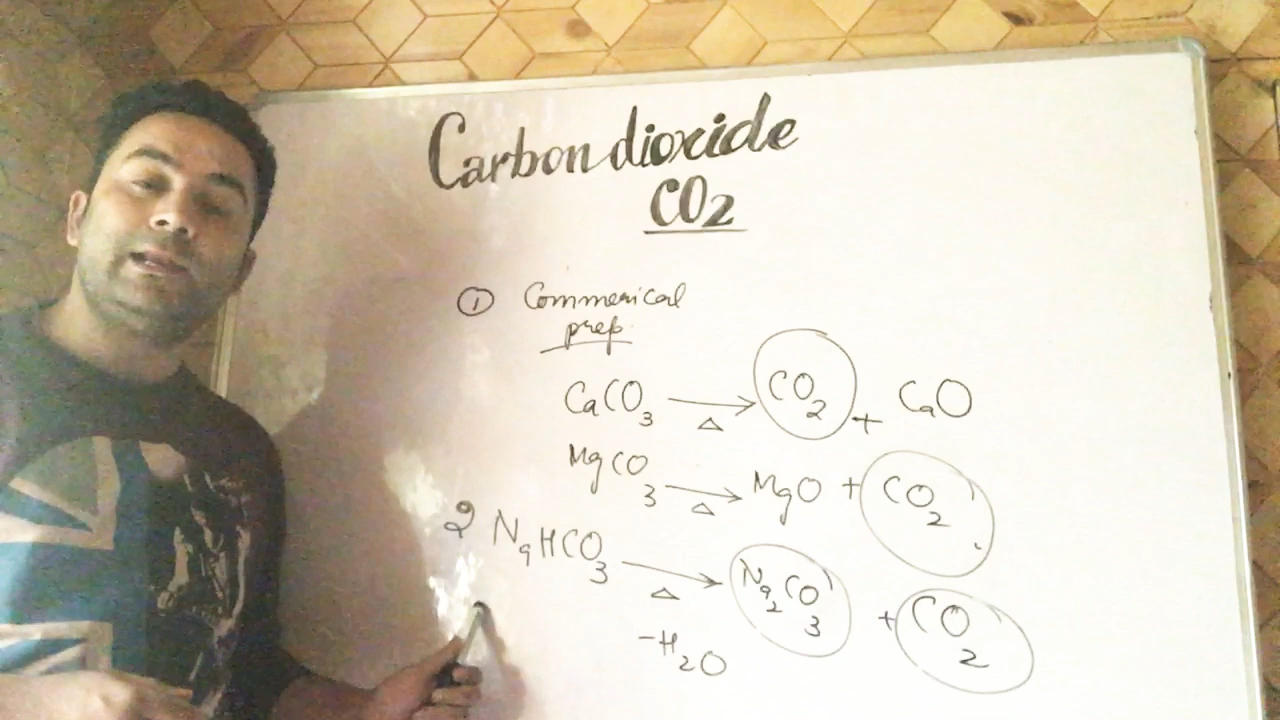 Carbon dioxide
CO2
① Commerical
prep.
CaCO3 →△ CO2 + CaO
MgCO3 →△ MgO + CO2
2 NaHCO3 →△ Na2CO3 + CO2
-H2O